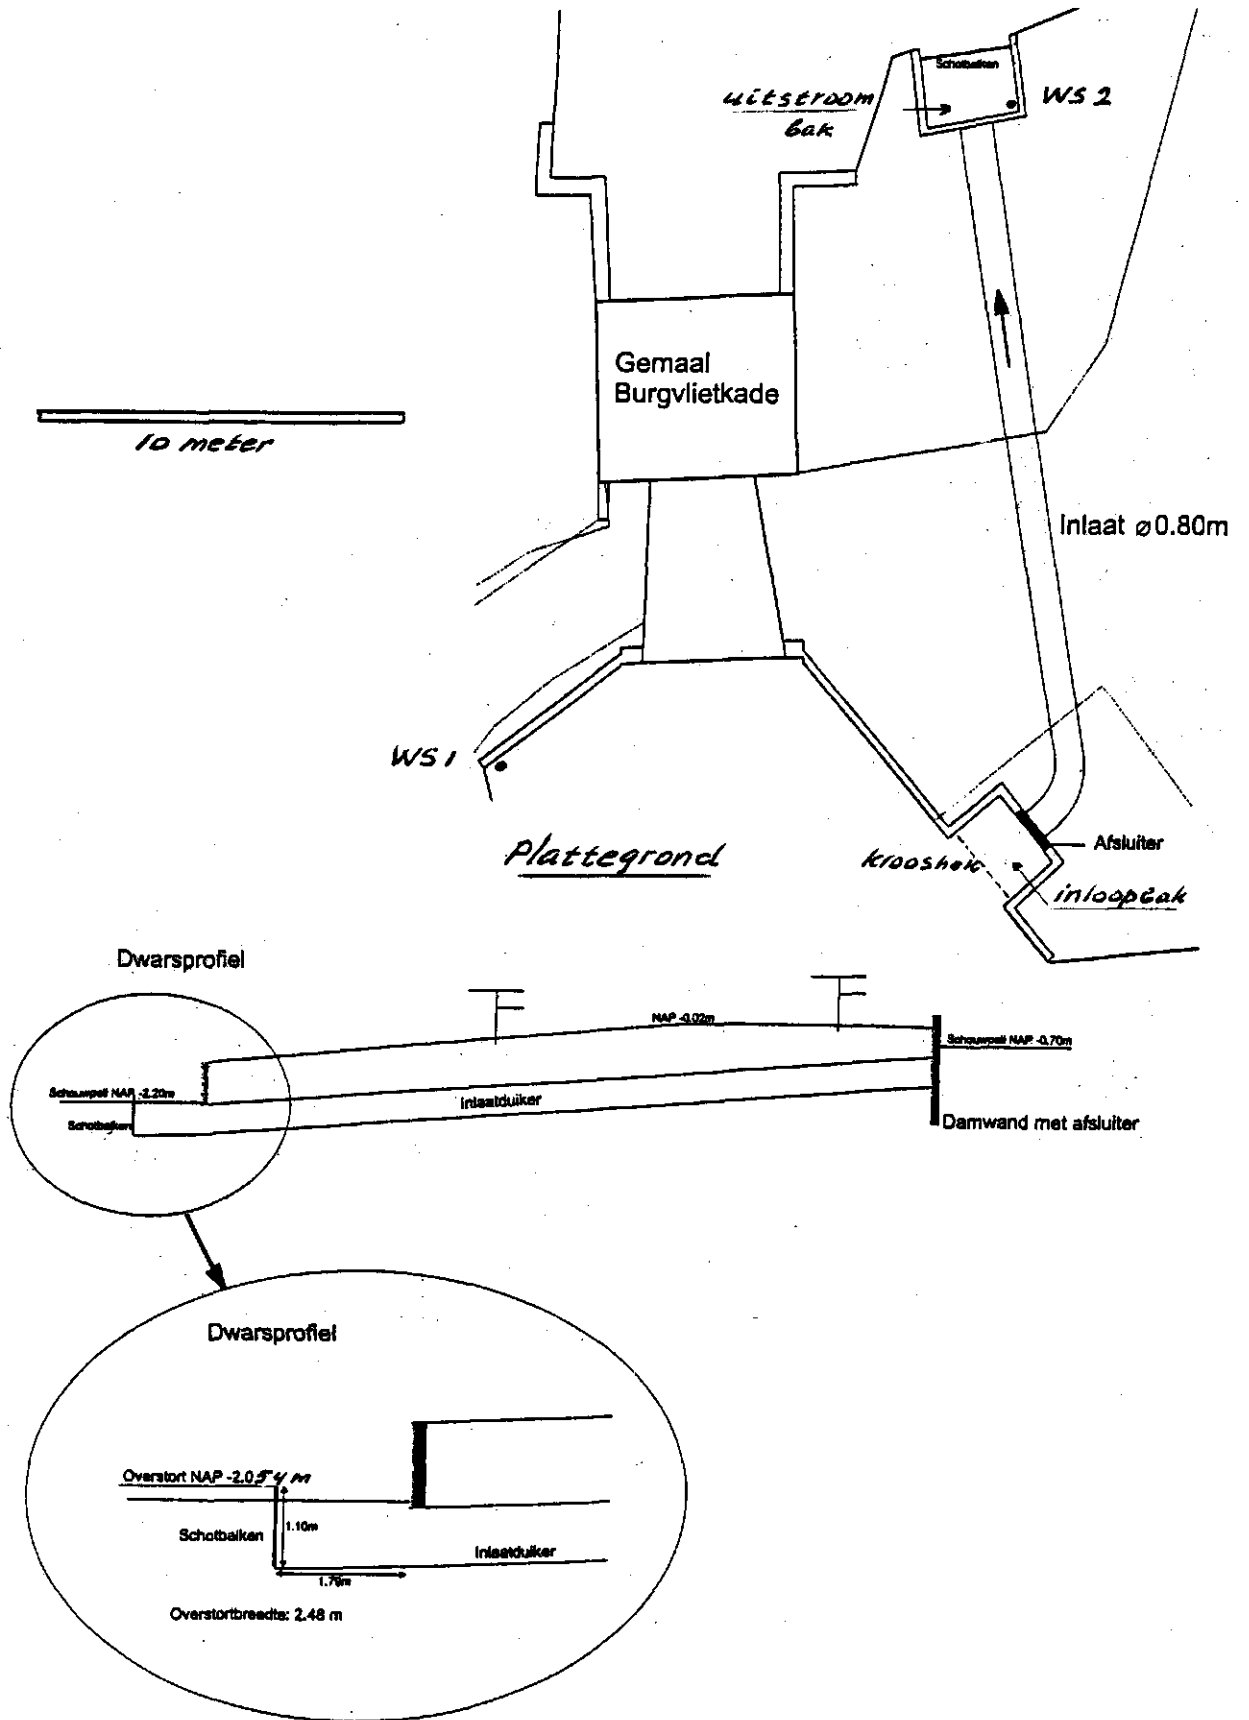 Schotbalken
uitstroom
bak
WS 2
Gemaal
Burgvlietkade
10 meter
Inlaat ø0.80m
WS 1
Plattegrond
krooshek
Afsluiter
inloopbak
Dwarsprofiel
NAP -0.02m
Schouwpeil NAP -0.70m
Schouwpeil NAP -2.20m
Inlaatduiker
Schotbalken
Damwand met afsluiter
Dwarsprofiel
Overstort NAP -2.054 m
1.10m
Schotbalken
Inlaatduiker
1.79m
Overstortbreedte: 2.48 m